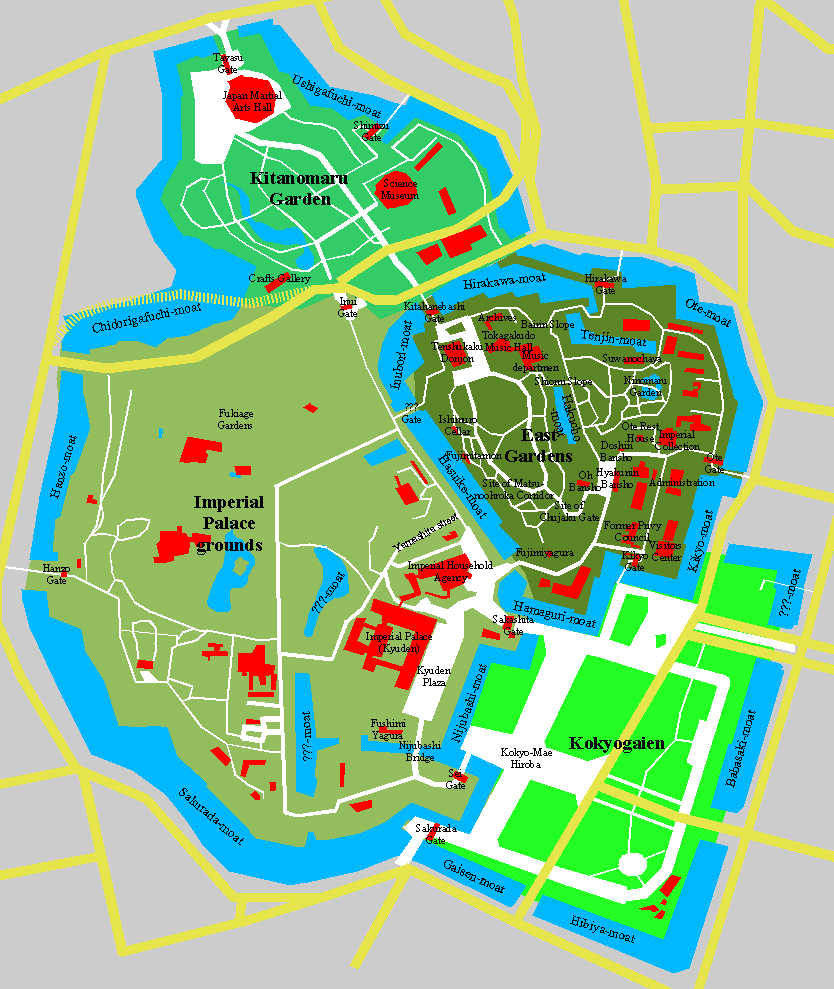 Tayasu
Gate
Japan Martial
Arts Hall
Ushigafuchi-moat
Shimizu
Gate
Kitanomaru
Garden
Science
Museum
Crafts Gallery
Chidorigafuchi-moat
Inui
Gate
Hirakawa-moat
Hirakawa
Gate
Ote-moat
Kitahanebashi
Gate
Archives
Bairin Slope
Tenjin-moat
Inubori-moat
Tenshukaku
Donjon
Tokagakudo
Music Hall
Music
departmen
Suwanochaya
Shiomi Slope
Ninomaru
Garden
Hakucho
-moat
???
Gate
Ishimuro
Cellar
East
Gardens
Ote Rest
House
Imperial
Collection
Doshin
Bansho
Fujimitamon
Hasuike-moat
Ote
Gate
Oh
Bansho
Hyakunin
Bansho
Administration
Site of Matsu-
noohroka Corridor
Site of
Chujaku Gate
Former Privy
Council
Visitors
Center
Kikyo
Gate
Kikyo-moat
Fujimiyagura
Fukiage
Gardens
Hanzo-moat
Imperial
Palace
grounds
Hanzo
Gate
Yamashita street
Imperial Household
Agency
???-moat
???-moat
Hamaguri-moat
Sakashita
Gate
Imperial Palace
(Kyuden)
Kyuden
Plaza
Nijubashi-moat
Fushimi
Yagura
Nijubashi
Bridge
???-moat
Kokyogaien
Kokyo-Mae
Hiroba
Babasaki-moat
Sei
Gate
Sakurada-moat
Sakurada
Gate
Gaisen-moat
Hibiya-moat